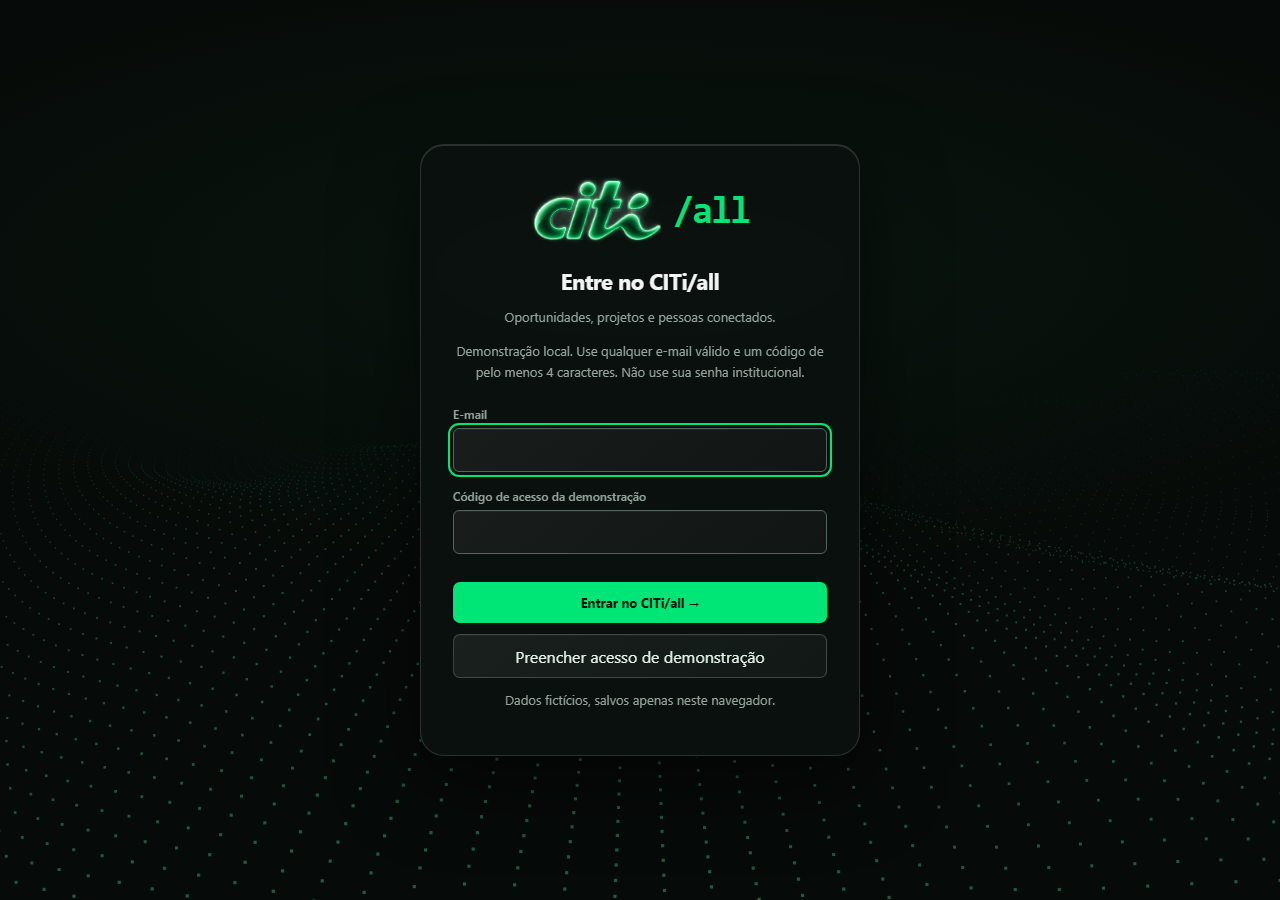 citi /all
Entre no CITi/all
Oportunidades, projetos e pessoas conectados.
Demonstração local. Use qualquer e-mail válido e um código de
pelo menos 4 caracteres. Não use sua senha institucional.
E-mail
Código de acesso da demonstração
Entrar no CITi/all →
Preencher acesso de demonstração
Dados fictícios, salvos apenas neste navegador.